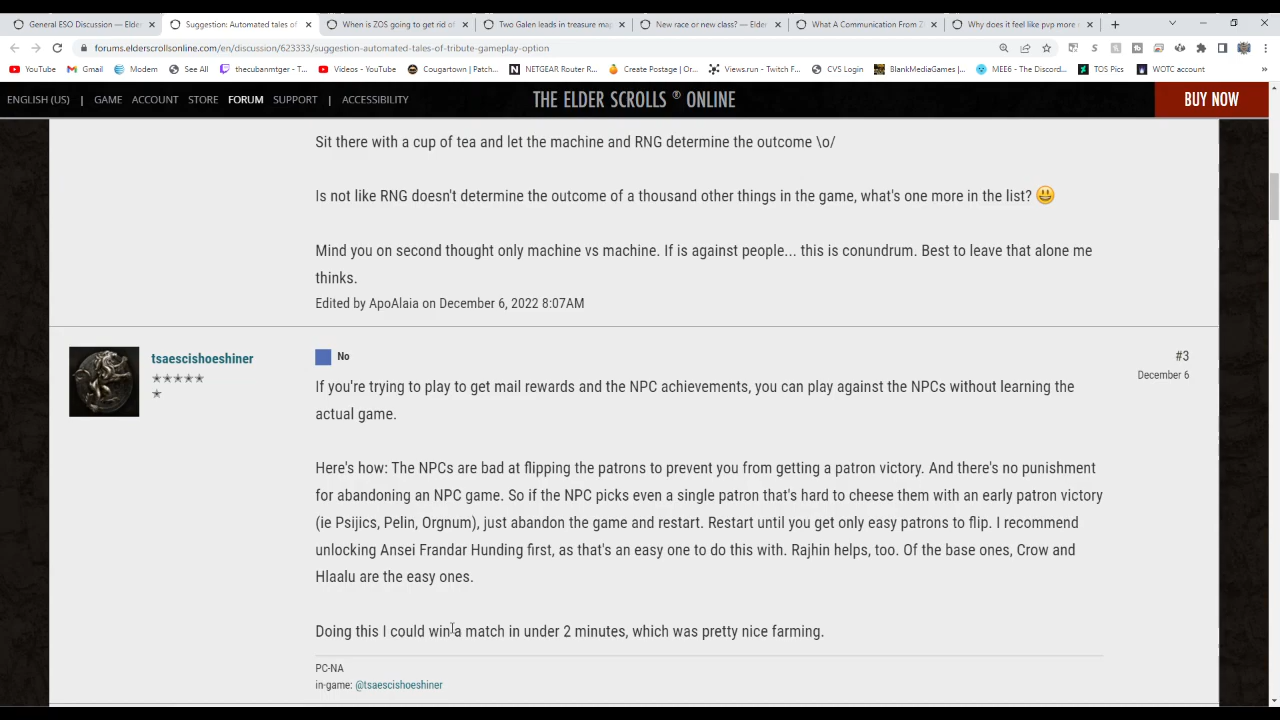 General ESO Discussion — Elde
Suggestion: Automated tales of
When is ZOS going to get rid of
Two Galen leads in treasure ma
New race or new class? — Elder
What A Communication From Z
Why does it feel like pvp more
forums.elderscrollsonline.com/en/discussion/623333/suggestion-automated-tales-of-tribute-gameplay-option
YouTube
Gmail
Modem
See All
thecubanmtger - T...
Videos - YouTube
Cougartown | Patch...
NETGEAR Router R...
Create Postage | Or...
Views.run - Twitch F...
CVS Login
BlankMediaGames |...
MEE6 - The Discord...
TOS Pics
WOTC account
»
ENGLISH (US) | GAME ACCOUNT STORE FORUM SUPPORT | ACCESSIBILITY
THE ELDER SCROLLS ® ONLINE
BUY NOW
Sit there with a cup of tea and let the machine and RNG determine the outcome \o/
Is not like RNG doesn't determine the outcome of a thousand other things in the game, what's one more in the list?
Mind you on second thought only machine vs machine. If is against people... this is conundrum. Best to leave that alone me
thinks.
Edited by ApoAlaia on December 6, 2022 8:07AM
tsaescishoeshiner
No
#3
December 6
If you're trying to play to get mail rewards and the NPC achievements, you can play against the NPCs without learning the
actual game.
Here's how: The NPCs are bad at flipping the patrons to prevent you from getting a patron victory. And there's no punishment
for abandoning an NPC game. So if the NPC picks even a single patron that's hard to cheese them with an early patron victory
(ie Psijics, Pelin, Orgnum), just abandon the game and restart. Restart until you get only easy patrons to flip. I recommend
unlocking Ansei Frandar Hunding first, as that's an easy one to do this with. Rajhin helps, too. Of the base ones, Crow and
Hlaalu are the easy ones.
Doing this I could win a match in under 2 minutes, which was pretty nice farming.
PC-NA
in-game: @tsaescishoeshiner